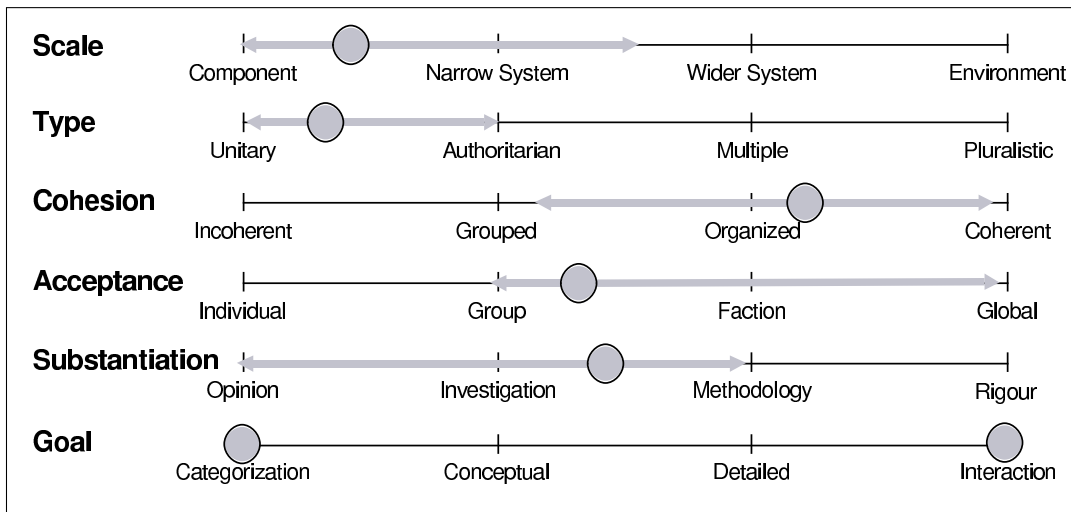 Scale
Component Narrow System Wider System Environment
Type
Unitary Authoritarian Multiple Pluralistic
Cohesion
Incoherent Grouped Organized Coherent
Acceptance
Individual Group Faction Global
Substantiation
Opinion Investigation Methodology Rigour
Goal
Categorization Conceptual Detailed Interaction